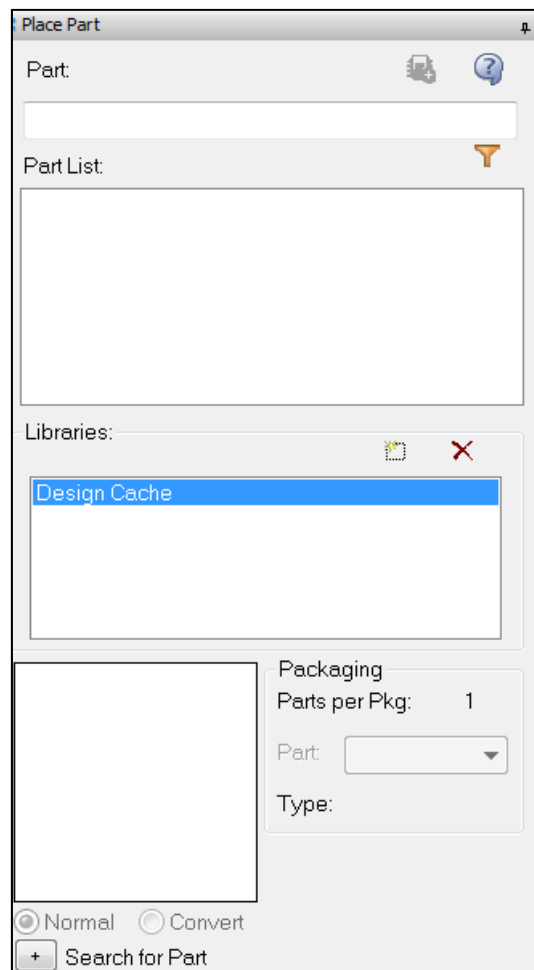 Place Part
Part:
?
Part List:
Libraries:
Design Cache
Packaging
Parts per Pkg: 1
Part:
Type:
Normal Convert
+ Search for Part